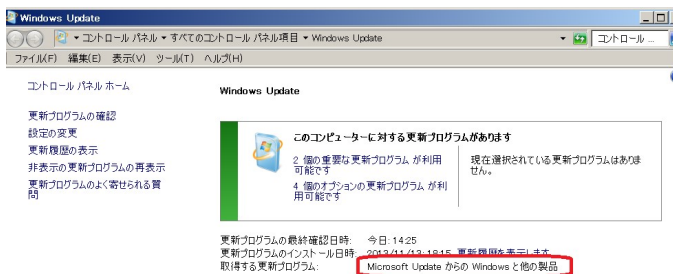 Windows Update
コントロール パネル ▾ すべてのコントロール パネル項目 ▾ Windows Update
コントロール ...
ファイル(F) 編集(E) 表示(V) ツール(T) ヘルプ(H)
コントロール パネル ホーム
更新プログラムの確認
設定の変更
更新履歴の表示
非表示の更新プログラムの再表示
更新プログラムのよく寄せられる質
問
Windows Update
このコンピューターに対する更新プログラムがあります
2 個の重要な更新プログラム が利用
可能です
4 個のオプションの更新プログラム が利
用可能です
現在選択されている更新プログラムはありま
せん。
更新プログラムの最終確認日時: 今日: 14:25
更新プログラムのインストール日時: 2013/11/13: 18:15. 更新履歴を表示します
取得する更新プログラム: Microsoft Update からの Windows と他の製品